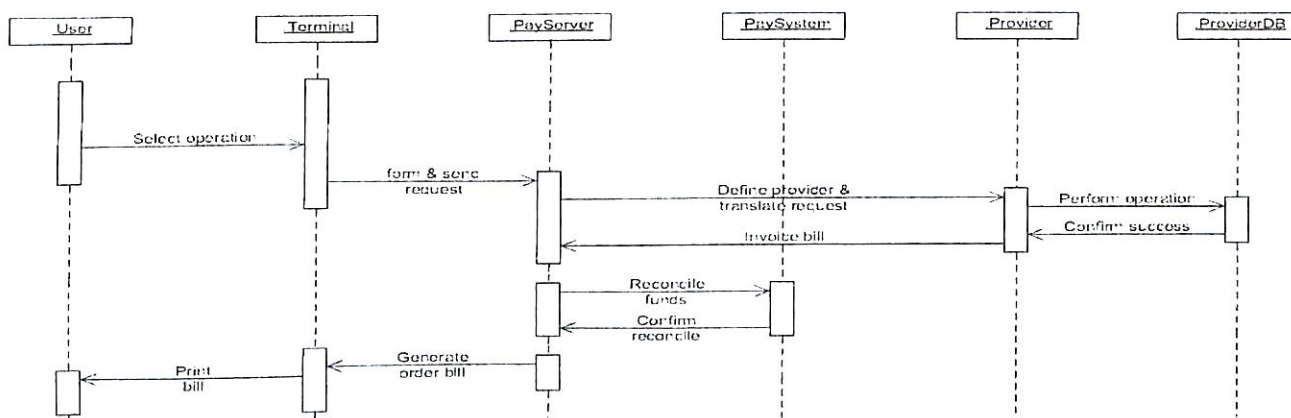 User
Terminal
PayServer
PaySystem
Provider
ProviderDB
Select operation
form & send
request
Define provider &
translate request
Perform operation
Confirm success
Invoice bill
Reconcile
funds
Confirm
reconcile
Generate
order bill
Print
bill